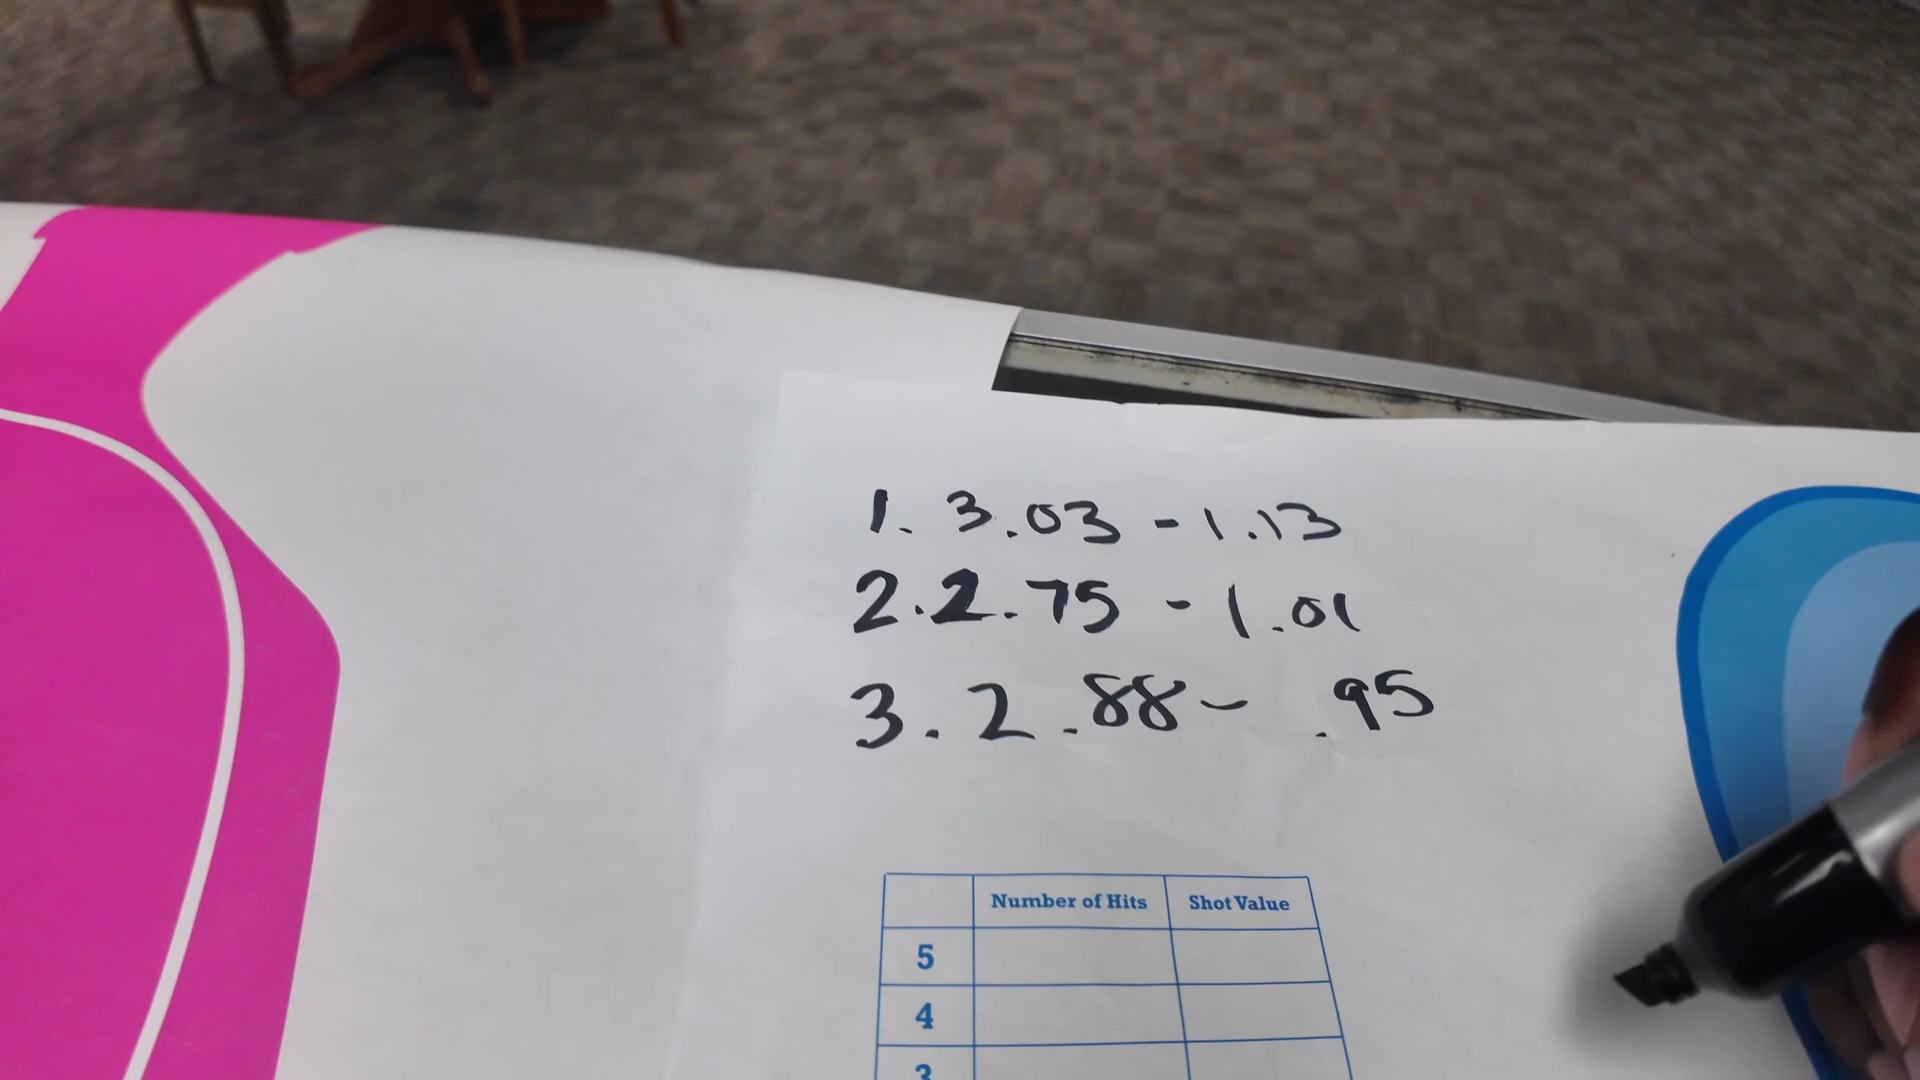 1. 3.03 - 1.13
2. 2.75 - 1.01
3. 2.88 - .95
Number of Hits Shot Value
5
4
3